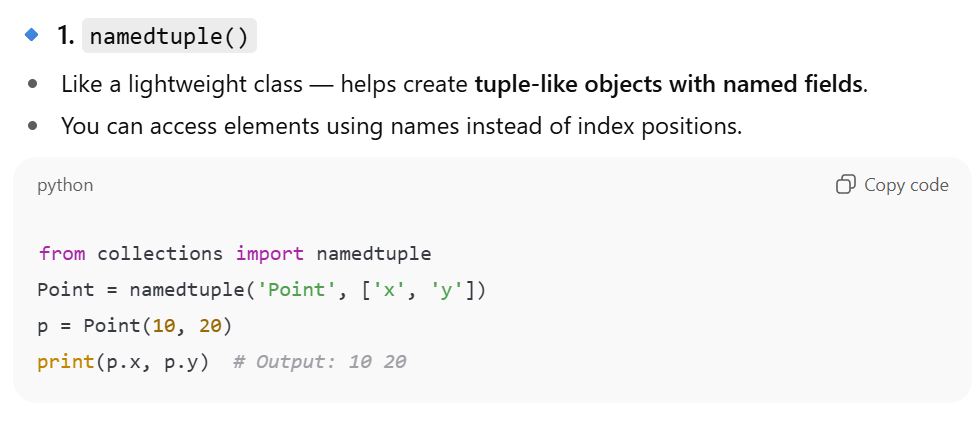 1. namedtuple()
Like a lightweight class — helps create tuple-like objects with named fields.
You can access elements using names instead of index positions.
python
Copy code
from collections import namedtuple
Point = namedtuple('Point', ['x', 'y'])
p = Point(10, 20)
print(p.x, p.y)  # Output: 10 20